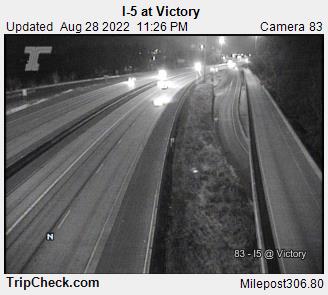 I-5 at Victory
Updated Aug 28 2022 11:26 PM Camera 83
T
N
83 - I5 @ Victory
TripCheck.com Milepost306.80